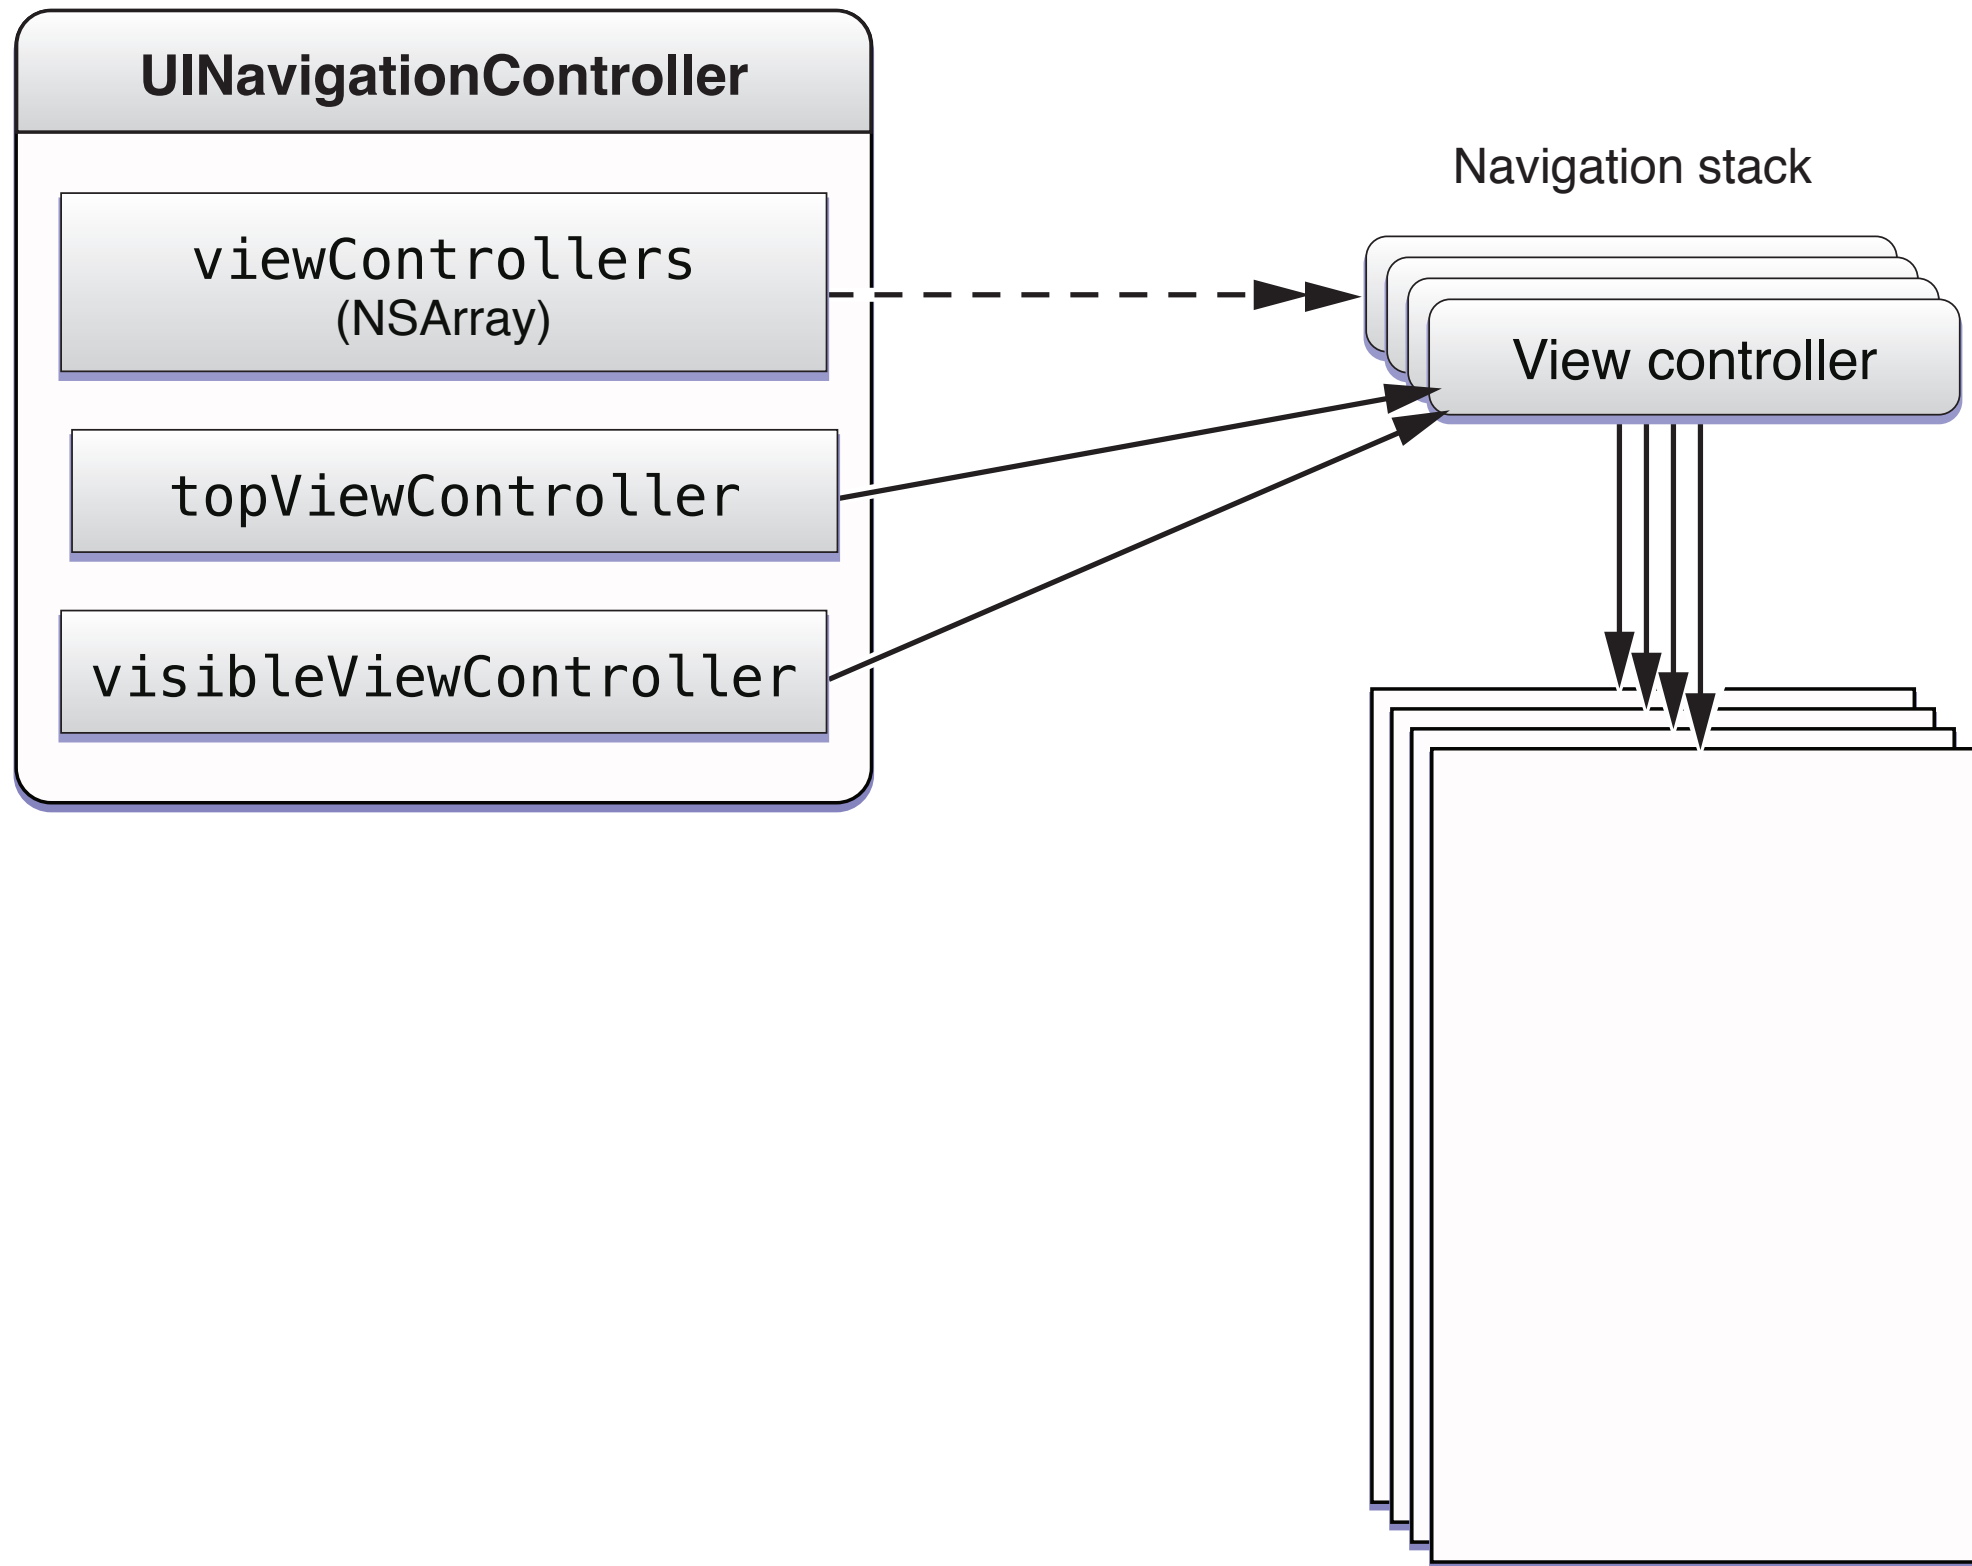 UINavigationController
viewControllers
(NSArray)
topViewController
visibleViewController
Navigation stack
View controller